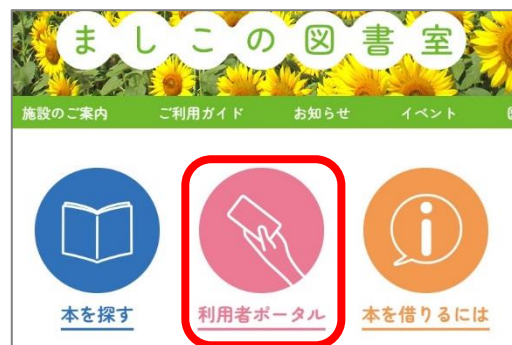 ましこの図書室
施設のご案内 ご利用ガイド お知らせ イベント
本を探す 利用者ポータル 本を借りるには